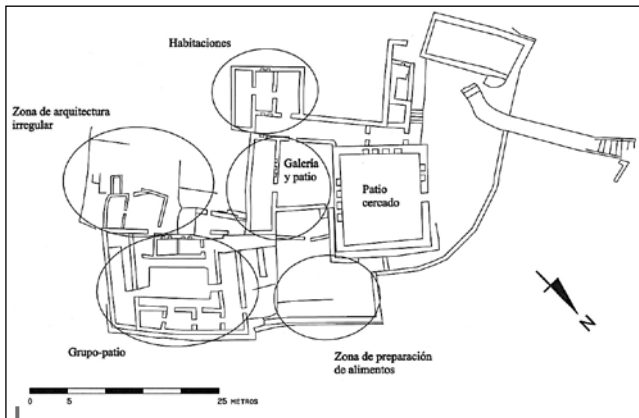 Habitaciones
Zona de arquitectura
irregular
Galería
y patio
Patio
cercado
N
Grupo-patio
Zona de preparación
de alimentos
0 5 25 METROS